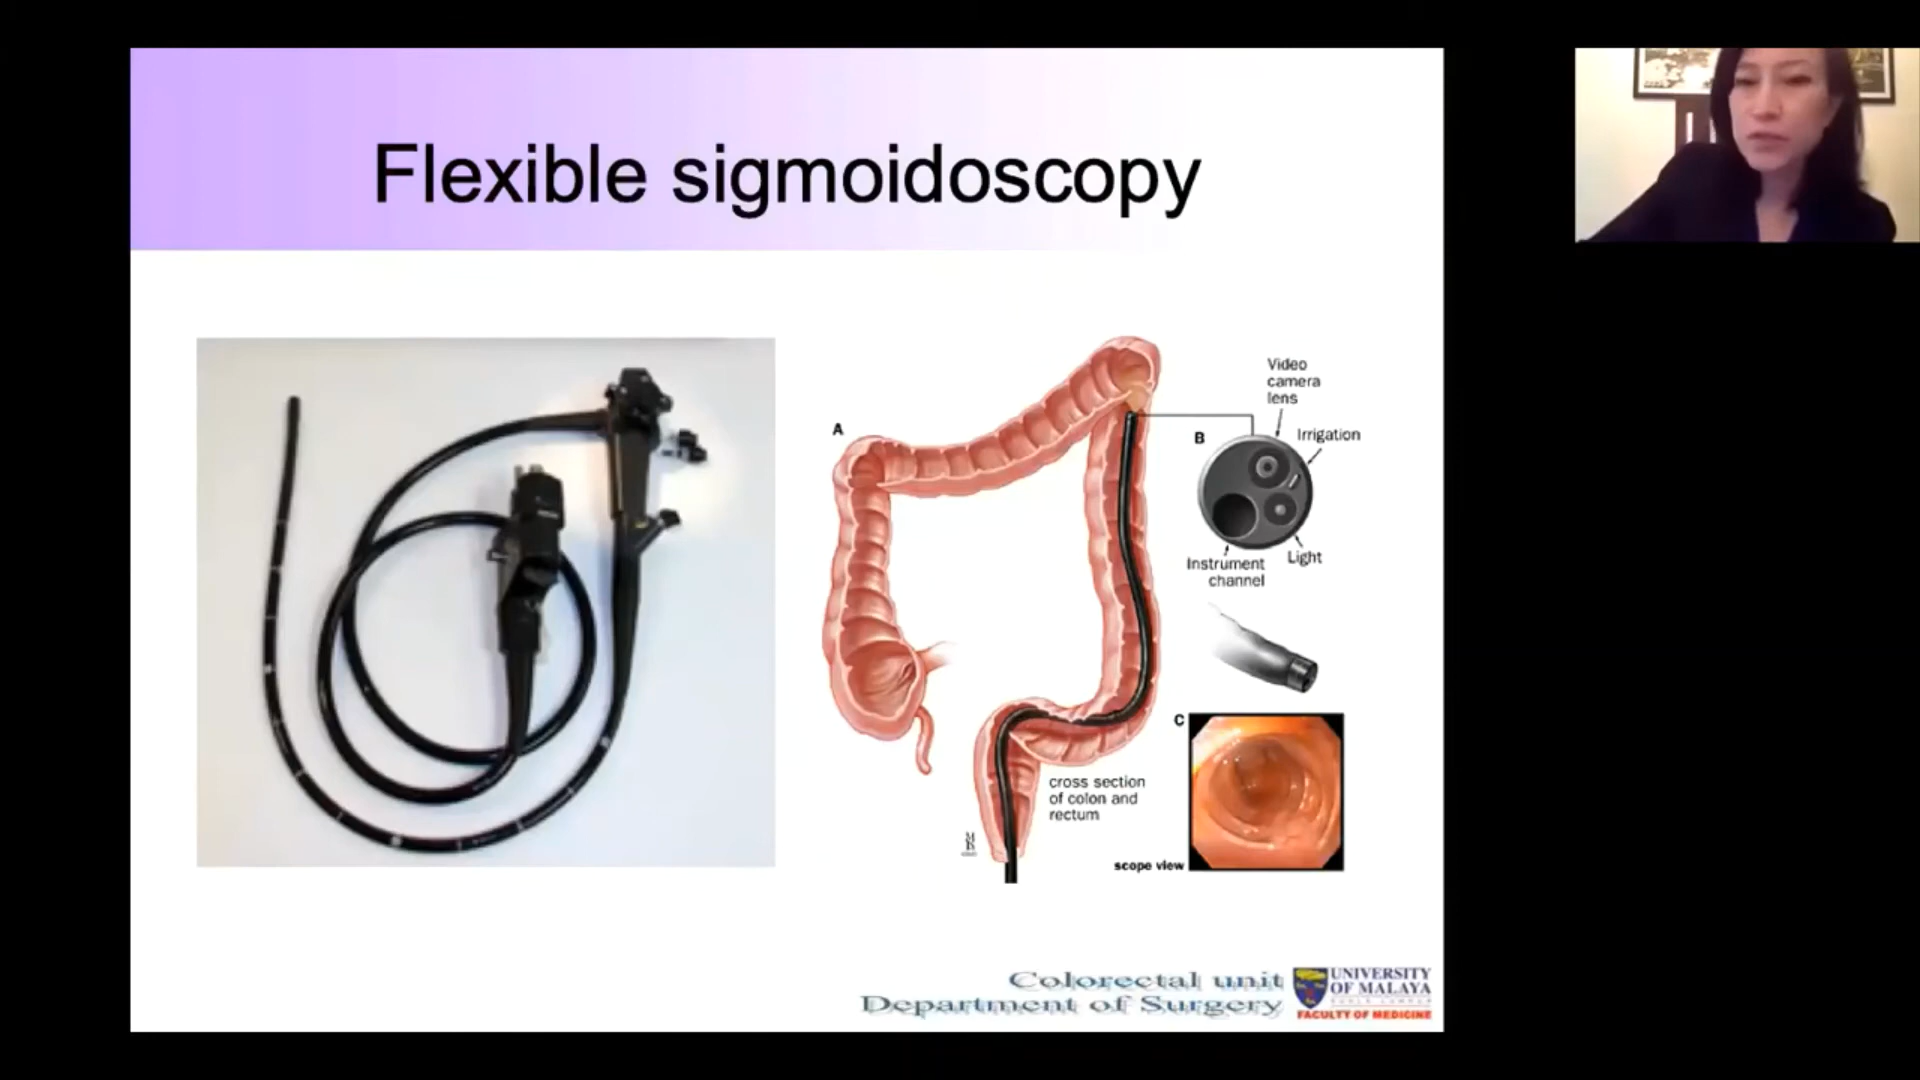 Flexible sigmoidoscopy
A
Video
camera
lens
B
Irrigation
Instrument
channel
Light
C
cross section
of colon and
rectum
scope view
Colorectal unit
Department of Surgery
UNIVERSITY
OF MALAYA
FACULTY OF MEDICINE